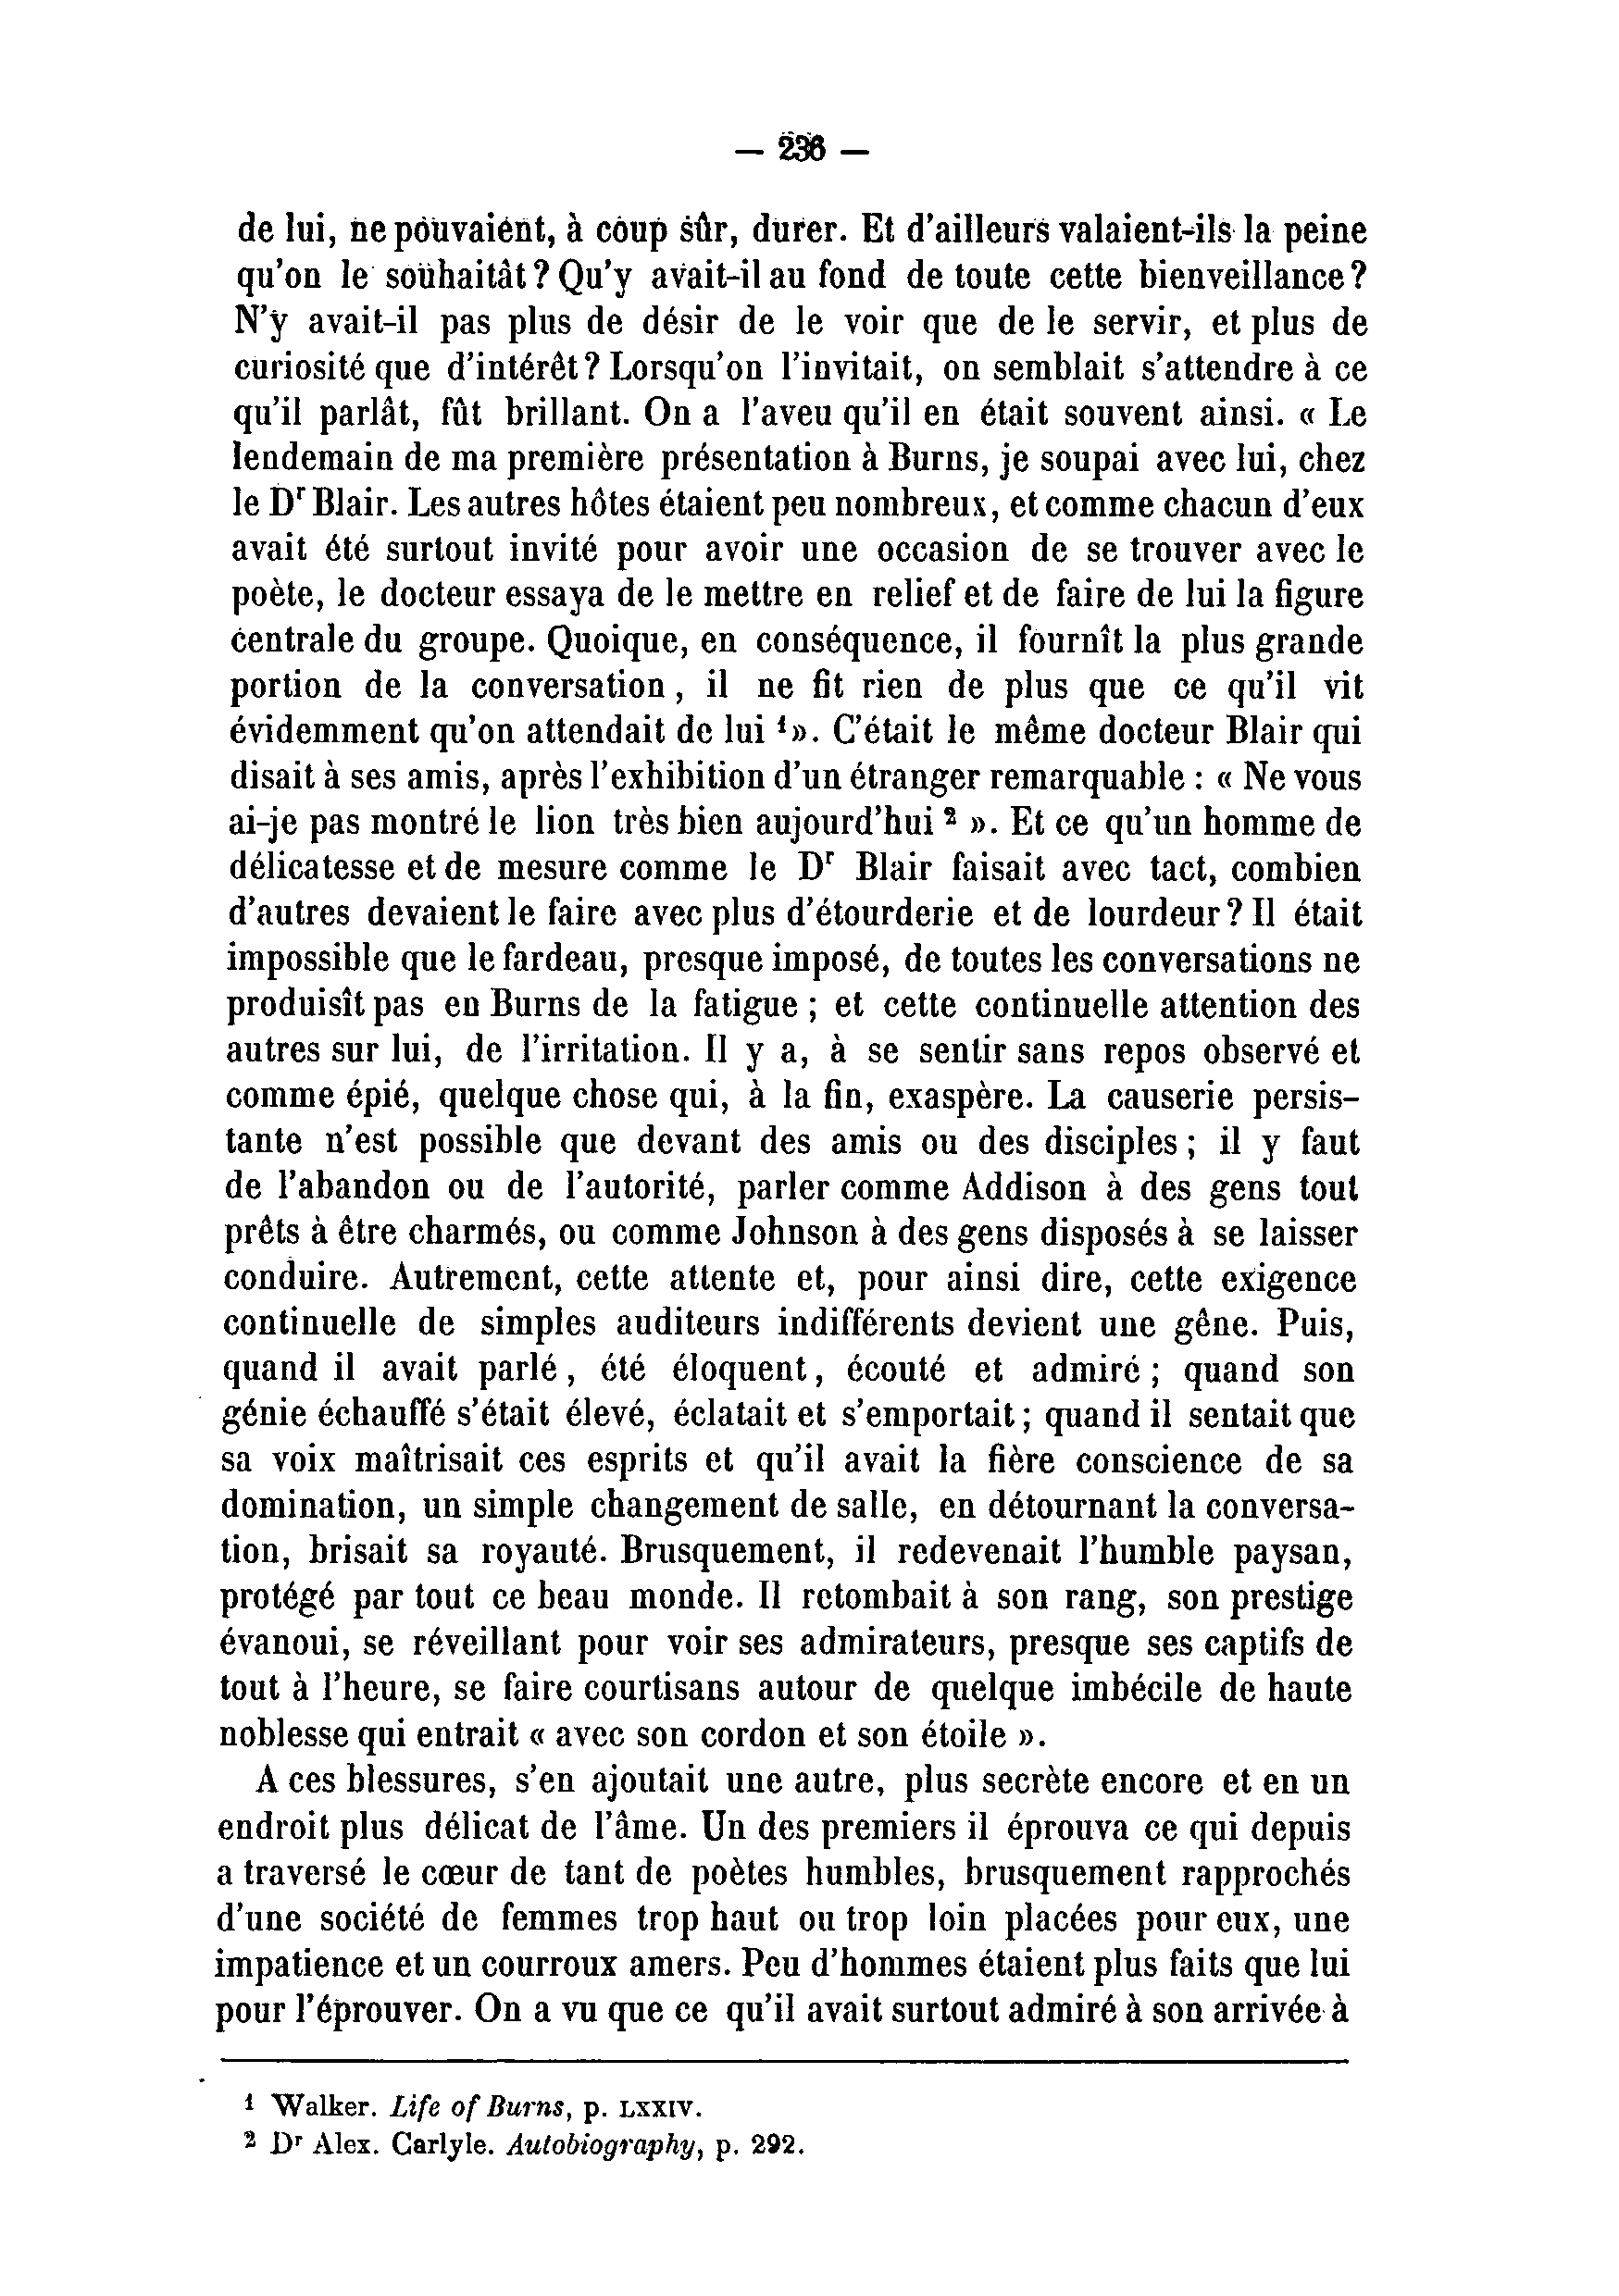 — 236 —
de lui, ne pouvaient, à coup sûr, durer. Et d'ailleurs valaient-ils la peine
qu'on le souhaitât ? Qu'y avait-il au fond de toute cette bienveillance ?
N'y avait-il pas plus de désir de le voir que de le servir, et plus de
curiosité que d'intérêt ? Lorsqu'on l'invitait, on semblait s'attendre à ce
qu'il parlât, fût brillant. On a l'aveu qu'il en était souvent ainsi. « Le
lendemain de ma première présentation à Burns, je soupai avec lui, chez
le Dr Blair. Les autres hôtes étaient peu nombreux, et comme chacun d'eux
avait été surtout invité pour avoir une occasion de se trouver avec le
poète, le docteur essaya de le mettre en relief et de faire de lui la figure
centrale du groupe. Quoique, en conséquence, il fournît la plus grande
portion de la conversation, il ne fit rien de plus que ce qu'il vit
évidemment qu'on attendait de lui ¹». C'était le même docteur Blair qui
disait à ses amis, après l'exhibition d'un étranger remarquable : « Ne vous
ai-je pas montré le lion très bien aujourd'hui ² ». Et ce qu'un homme de
délicatesse et de mesure comme le Dr Blair faisait avec tact, combien
d'autres devaient le faire avec plus d'étourderie et de lourdeur ? Il était
impossible que le fardeau, presque imposé, de toutes les conversations ne
produisît pas en Burns de la fatigue ; et cette continuelle attention des
autres sur lui, de l'irritation. Il y a, à se sentir sans repos observé et
comme épié, quelque chose qui, à la fin, exaspère. La causerie persis-
tante n'est possible que devant des amis ou des disciples ; il y faut
de l'abandon ou de l'autorité, parler comme Addison à des gens tout
prêts à être charmés, ou comme Johnson à des gens disposés à se laisser
conduire. Autrement, cette attente et, pour ainsi dire, cette exigence
continuelle de simples auditeurs indifférents devient une gêne. Puis,
quand il avait parlé, été éloquent, écouté et admiré ; quand son
génie échauffé s'était élevé, éclatait et s'emportait ; quand il sentait que
sa voix maîtrisait ces esprits et qu'il avait la fière conscience de sa
domination, un simple changement de salle, en détournant la conversa-
tion, brisait sa royauté. Brusquement, il redevenait l'humble paysan,
protégé par tout ce beau monde. Il retombait à son rang, son prestige
évanoui, se réveillant pour voir ses admirateurs, presque ses captifs de
tout à l'heure, se faire courtisans autour de quelque imbécile de haute
noblesse qui entrait « avec son cordon et son étoile ».
A ces blessures, s'en ajoutait une autre, plus secrète encore et en un
endroit plus délicat de l'âme. Un des premiers il éprouva ce qui depuis
a traversé le cœur de tant de poètes humbles, brusquement rapprochés
d'une société de femmes trop haut ou trop loin placées pour eux, une
impatience et un courroux amers. Peu d'hommes étaient plus faits que lui
pour l'éprouver. On a vu que ce qu'il avait surtout admiré à son arrivée à
¹ Walker. Life of Burns, p. LXXIV.
² Dr Alex. Carlyle. Autobiography, p. 292.